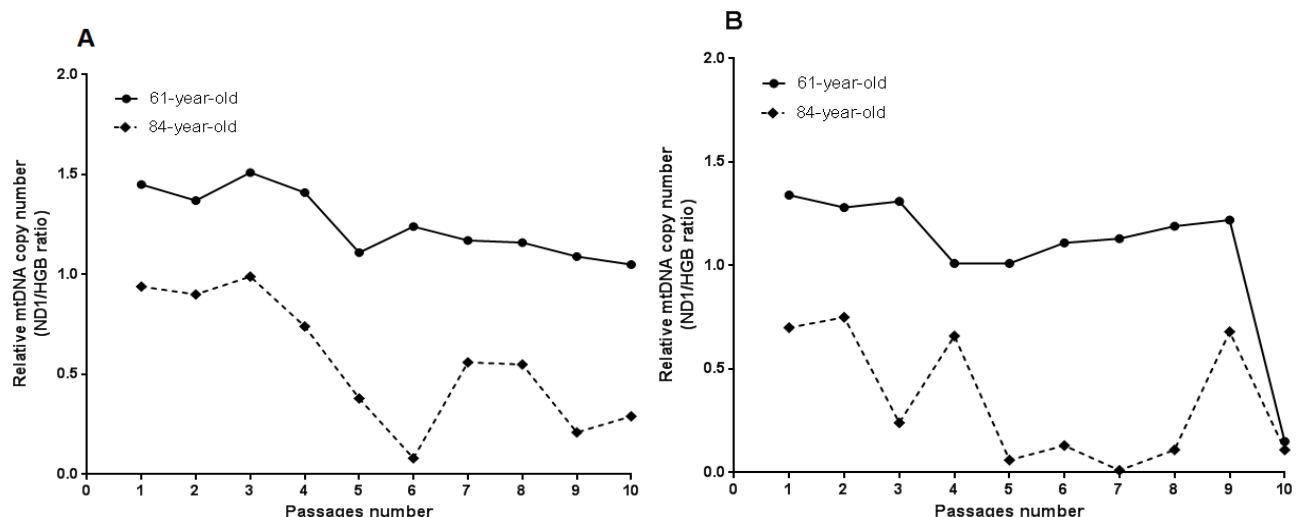 A
2.0
61-year-old
84-year-old
1.5
1.0
0.5
0.0
Relative mtDNA copy number
(ND1/HGB ratio)
0 1 2 3 4 5 6 7 8 9 10
Passages number
B
2.0
61-year-old
84-year-old
1.5
1.0
0.5
0.0
Relative mtDNA copy number
(ND1/HGB ratio)
0 1 2 3 4 5 6 7 8 9 10
Passages number